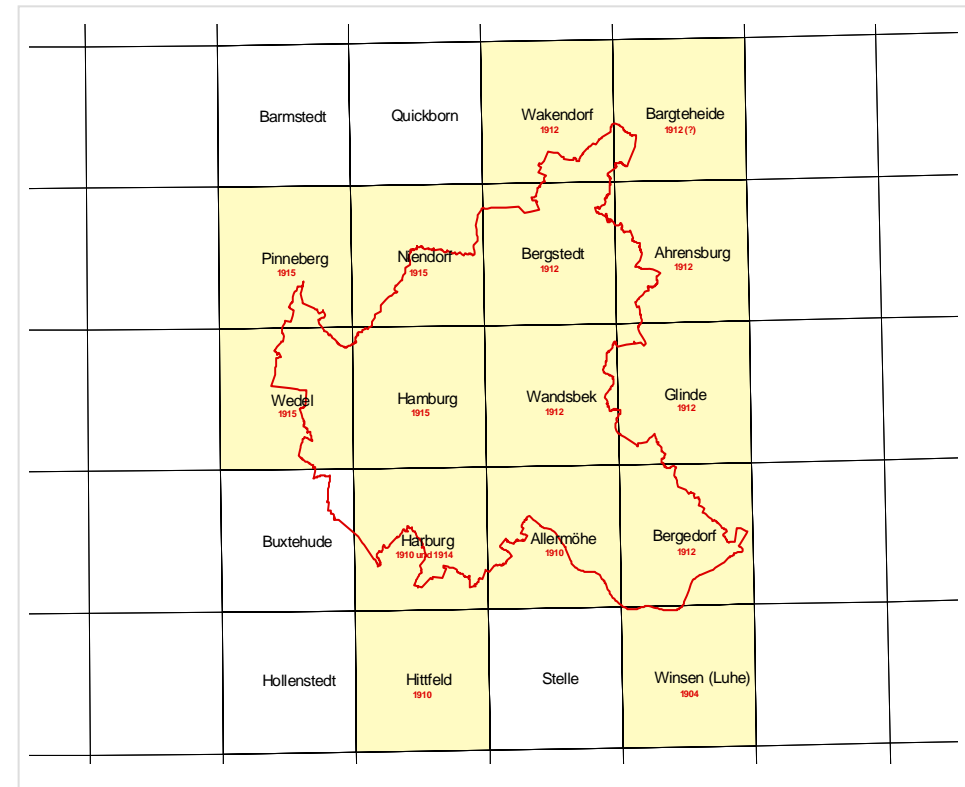 Barmstedt
Quickborn
Wakendorf
1912
Bargteheide
1912 (?)
Pinneberg
1915
Niendorf
1915
Bergstedt
1912
Ahrensburg
1912
Wedel
1915
Hamburg
1915
Wandsbek
1912
Glinde
1912
Buxtehude
Harburg
1910 und 1914
Allermöhe
1910
Bergedorf
1912
Hollenstedt
Hittfeld
1910
Stelle
Winsen (Luhe)
1904